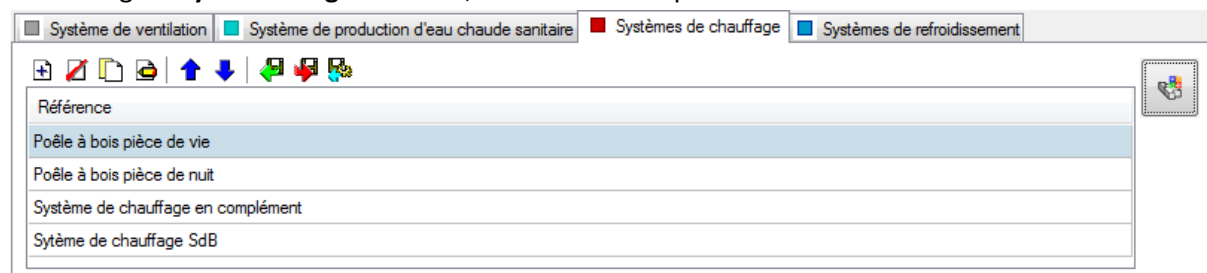 Système de ventilation Système de production d'eau chaude sanitaire Systèmes de chauffage Systèmes de refroidissement
Référence
Poêle à bois pièce de vie
Poêle à bois pièce de nuit
Système de chauffage en complément
Sytème de chauffage SdB